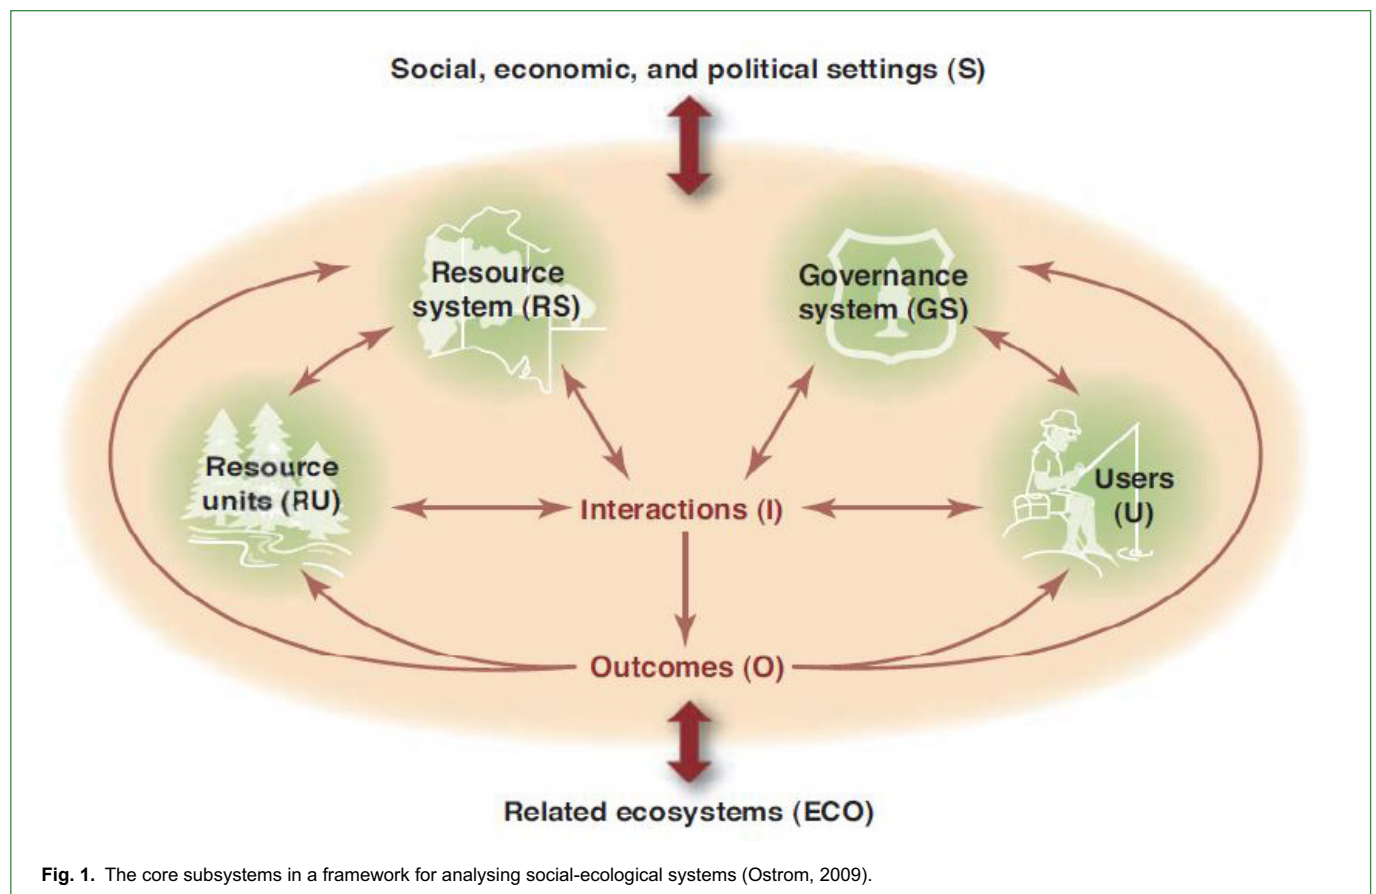 Social, economic, and political settings (S)
Resource
system (RS)
Governance
system (GS)
Resource
units (RU)
Users
(U)
Interactions (I)
Outcomes (O)
Related ecosystems (ECO)
Fig. 1. The core subsystems in a framework for analysing social-ecological systems (Ostrom, 2009).